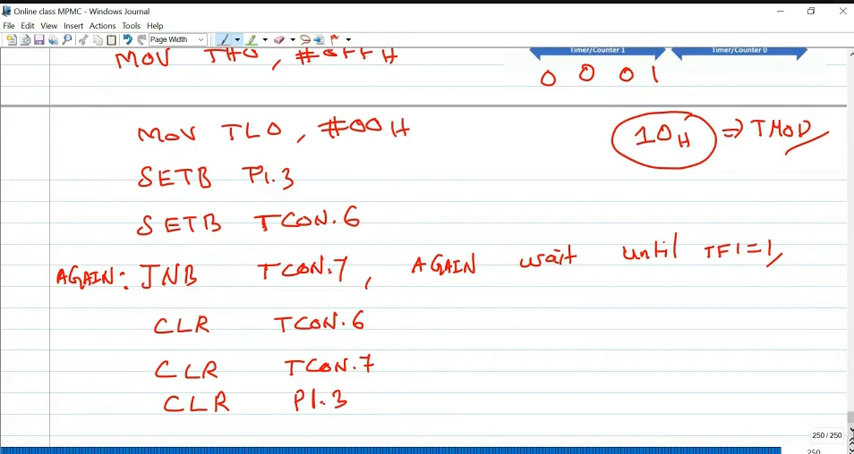 Online class MPMC - Windows Journal
File Edit View Insert Actions Tools Help
Page Width
MOV TH0, #0FFH
Timer/Counter 1 Timer/Counter 0
0 0 0 1
MOV TL0, #00H
10H => TMOD
SETB P1.3
SETB TCON.6
AGAIN: JNB TCON.7, AGAIN wait until TF1=1,
CLR TCON.6
CLR TCON.7
CLR P1.3
250 / 250
250